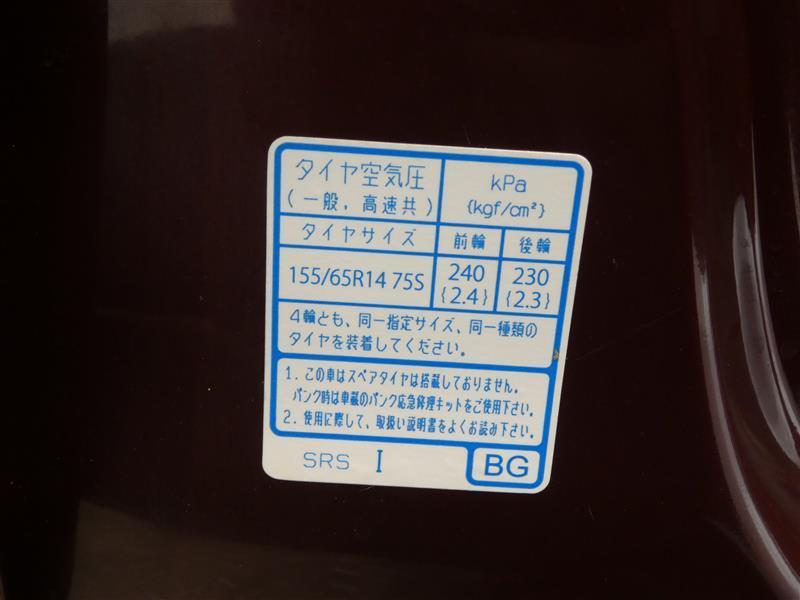 タイヤ空気圧
(一般，高速共)
kPa
{kgf/cm²}
タイヤサイズ 前輪 後輪
155/65R14 75S 240 230
{2.4} {2.3}
4輪とも、同一指定サイズ、同一種類の
タイヤを装着してください。
1. この車はスペアタイヤは搭載しておりません。
パンク時は車載のパンク応急修理キットをご使用下さい。
2. 使用に際して、取扱い説明書をよくお読み下さい。
SRS I BG